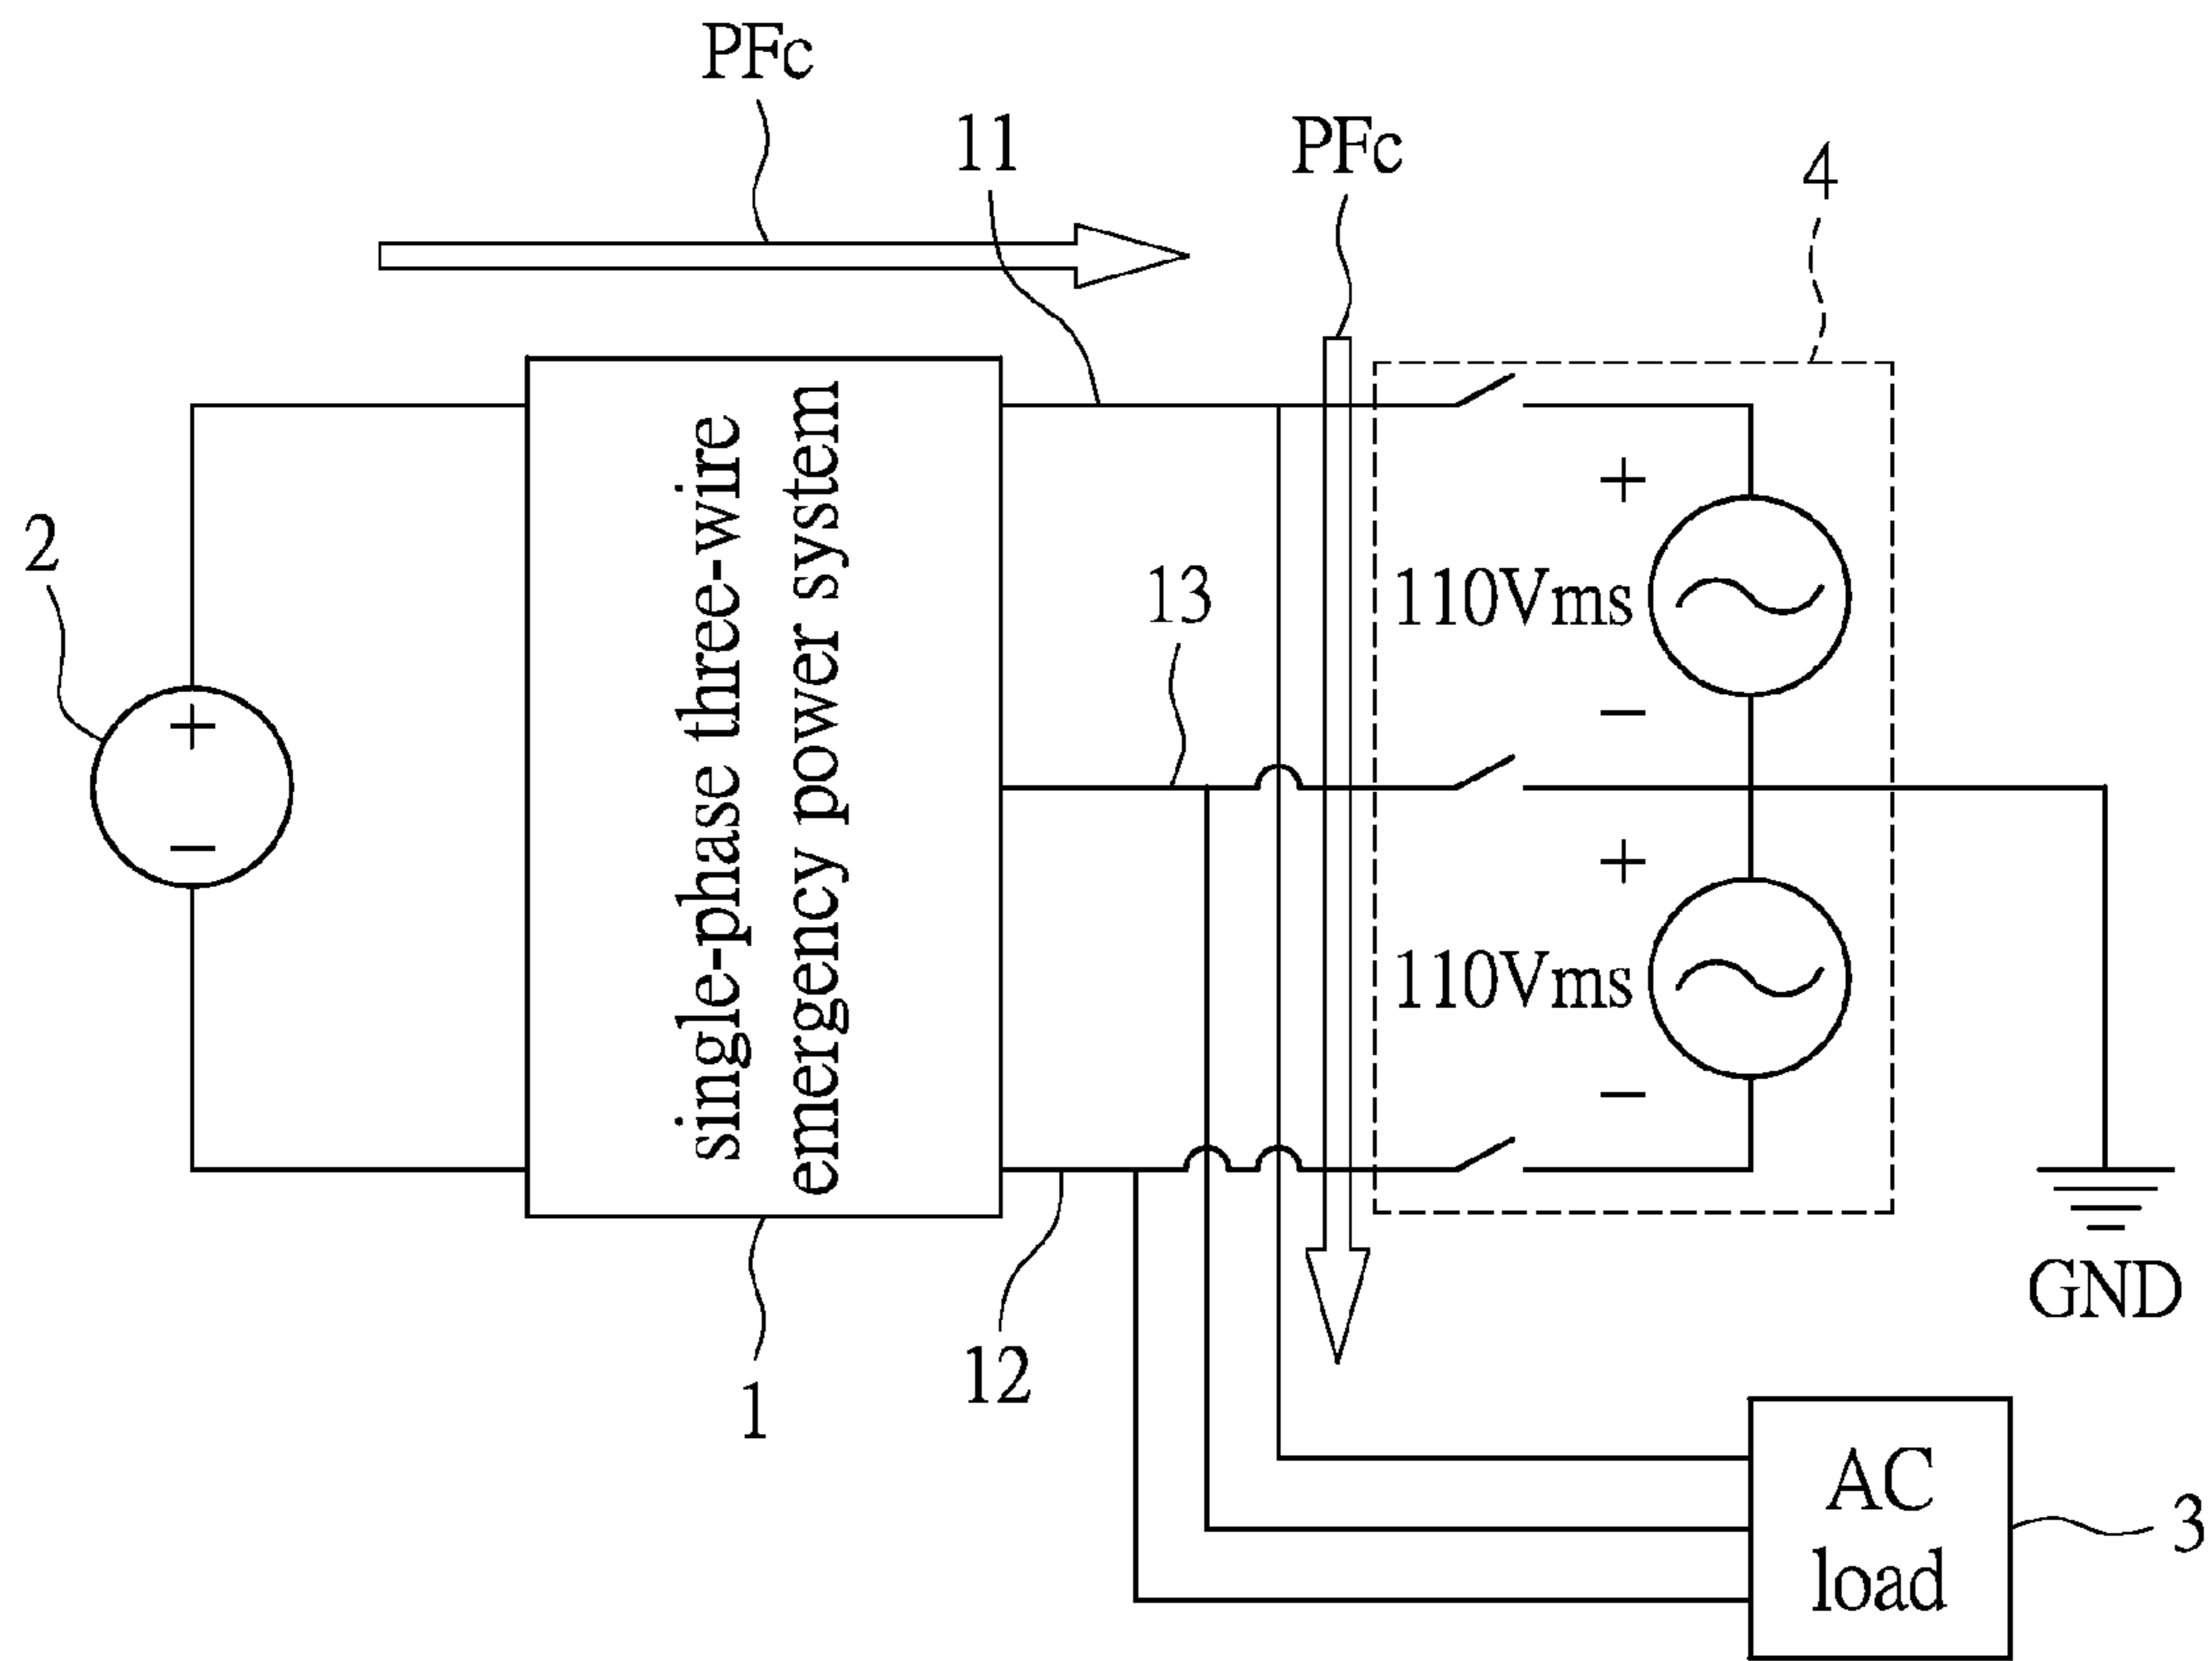 PFc
11
PFc
4
2
single-phase three-wire
emergency power system
13
+
110Vms
−
+
−
+
110Vms
−
1
12
GND
AC
load
3